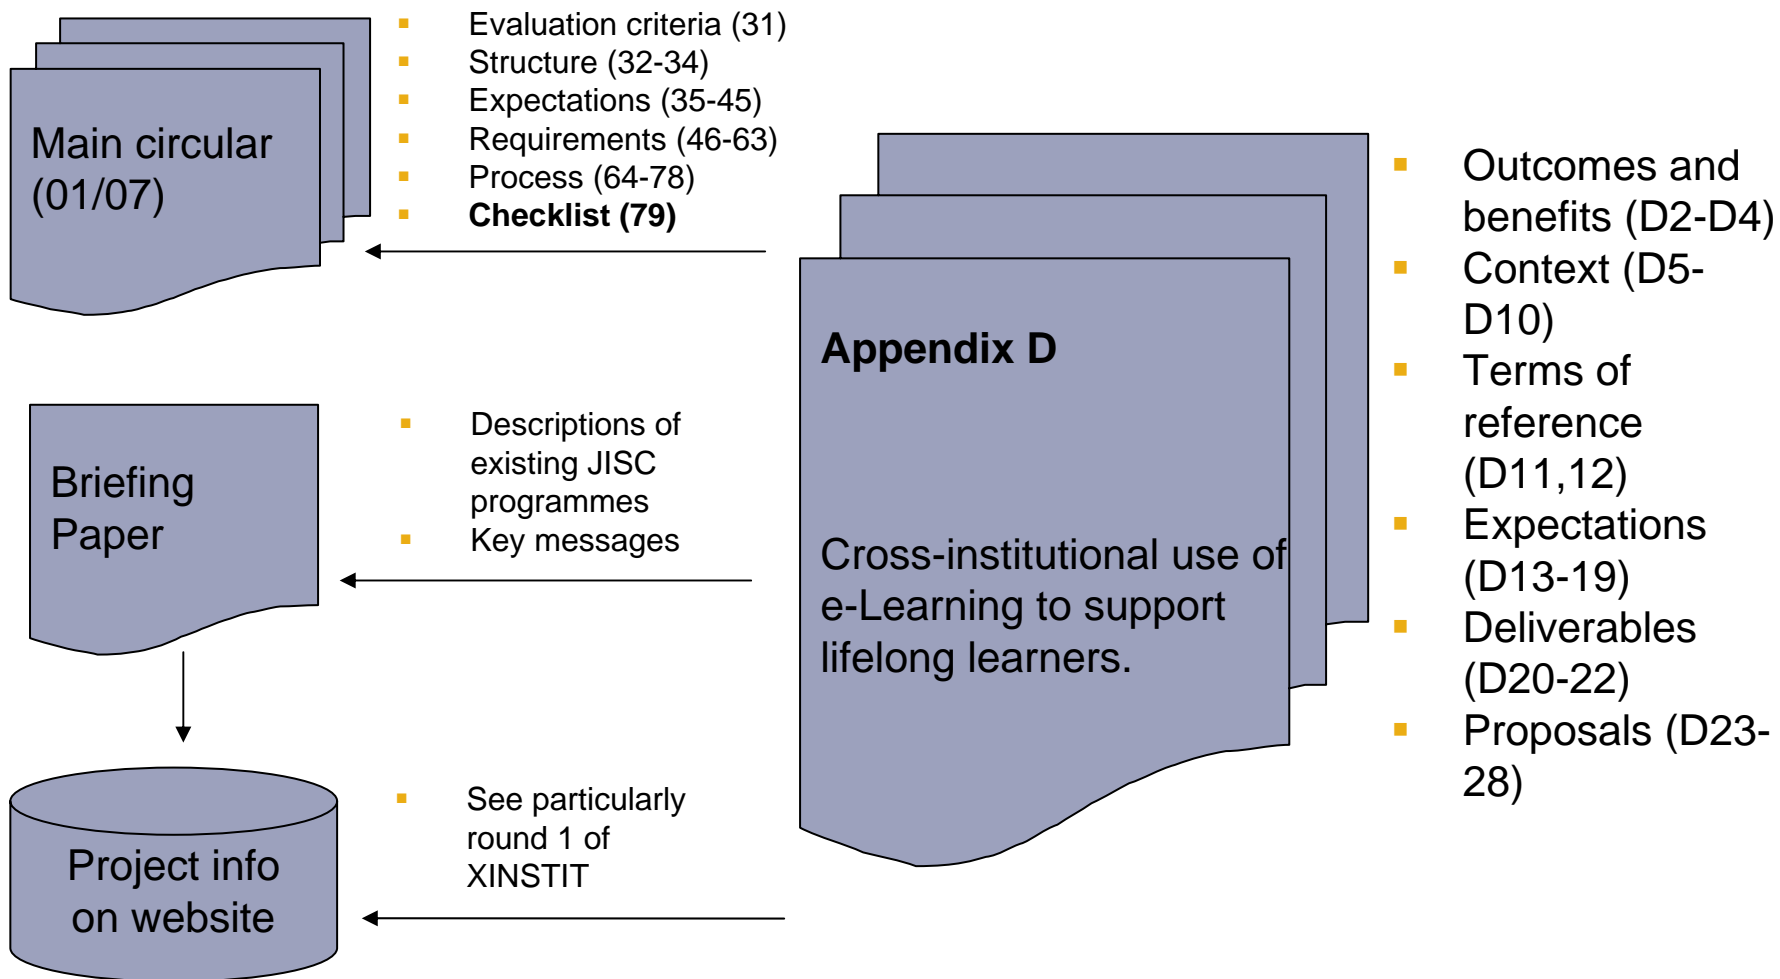 Main circular
(01/07)
▪ Evaluation criteria (31)
▪ Structure (32-34)
▪ Expectations (35-45)
▪ Requirements (46-63)
▪ Process (64-78)
▪ Checklist (79)
Briefing
Paper
▪ Descriptions of
existing JISC
programmes
▪ Key messages
Project info
on website
▪ See particularly
round 1 of
XINSTIT
Appendix D
Cross-institutional use of
e-Learning to support
lifelong learners.
▪ Outcomes and
benefits (D2-D4)
▪ Context (D5-
D10)
▪ Terms of
reference
(D11,12)
▪ Expectations
(D13-19)
▪ Deliverables
(D20-22)
▪ Proposals (D23-
28)